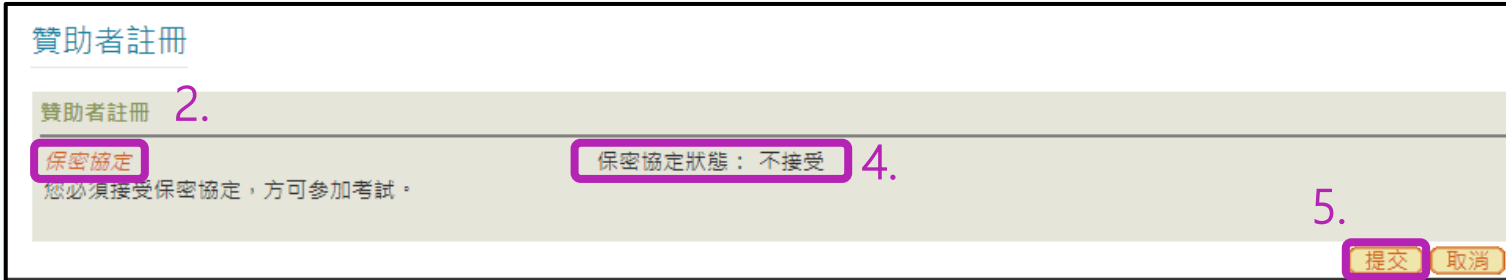 贊助者註冊
贊助者註冊 2.
保密協定 保密協定狀態： 不接受 4.
您必須接受保密協定，方可參加考試。
5.
提交 取消